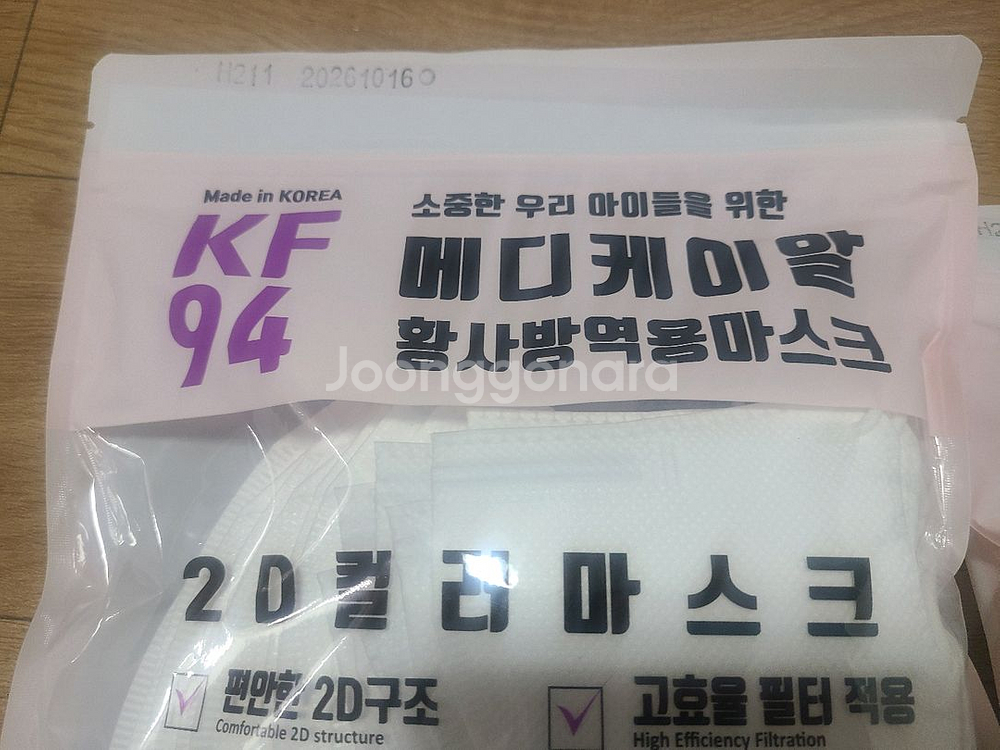 H211 20261016
Made in KOREA
KF
94
소중한 우리 아이들을 위한
메디케이알
황사방역용마스크
Joonggonara
2D컬러마스크
편안한 2D구조
Comfortable 2D structure
고효율 필터 적용
High Efficiency Filtration